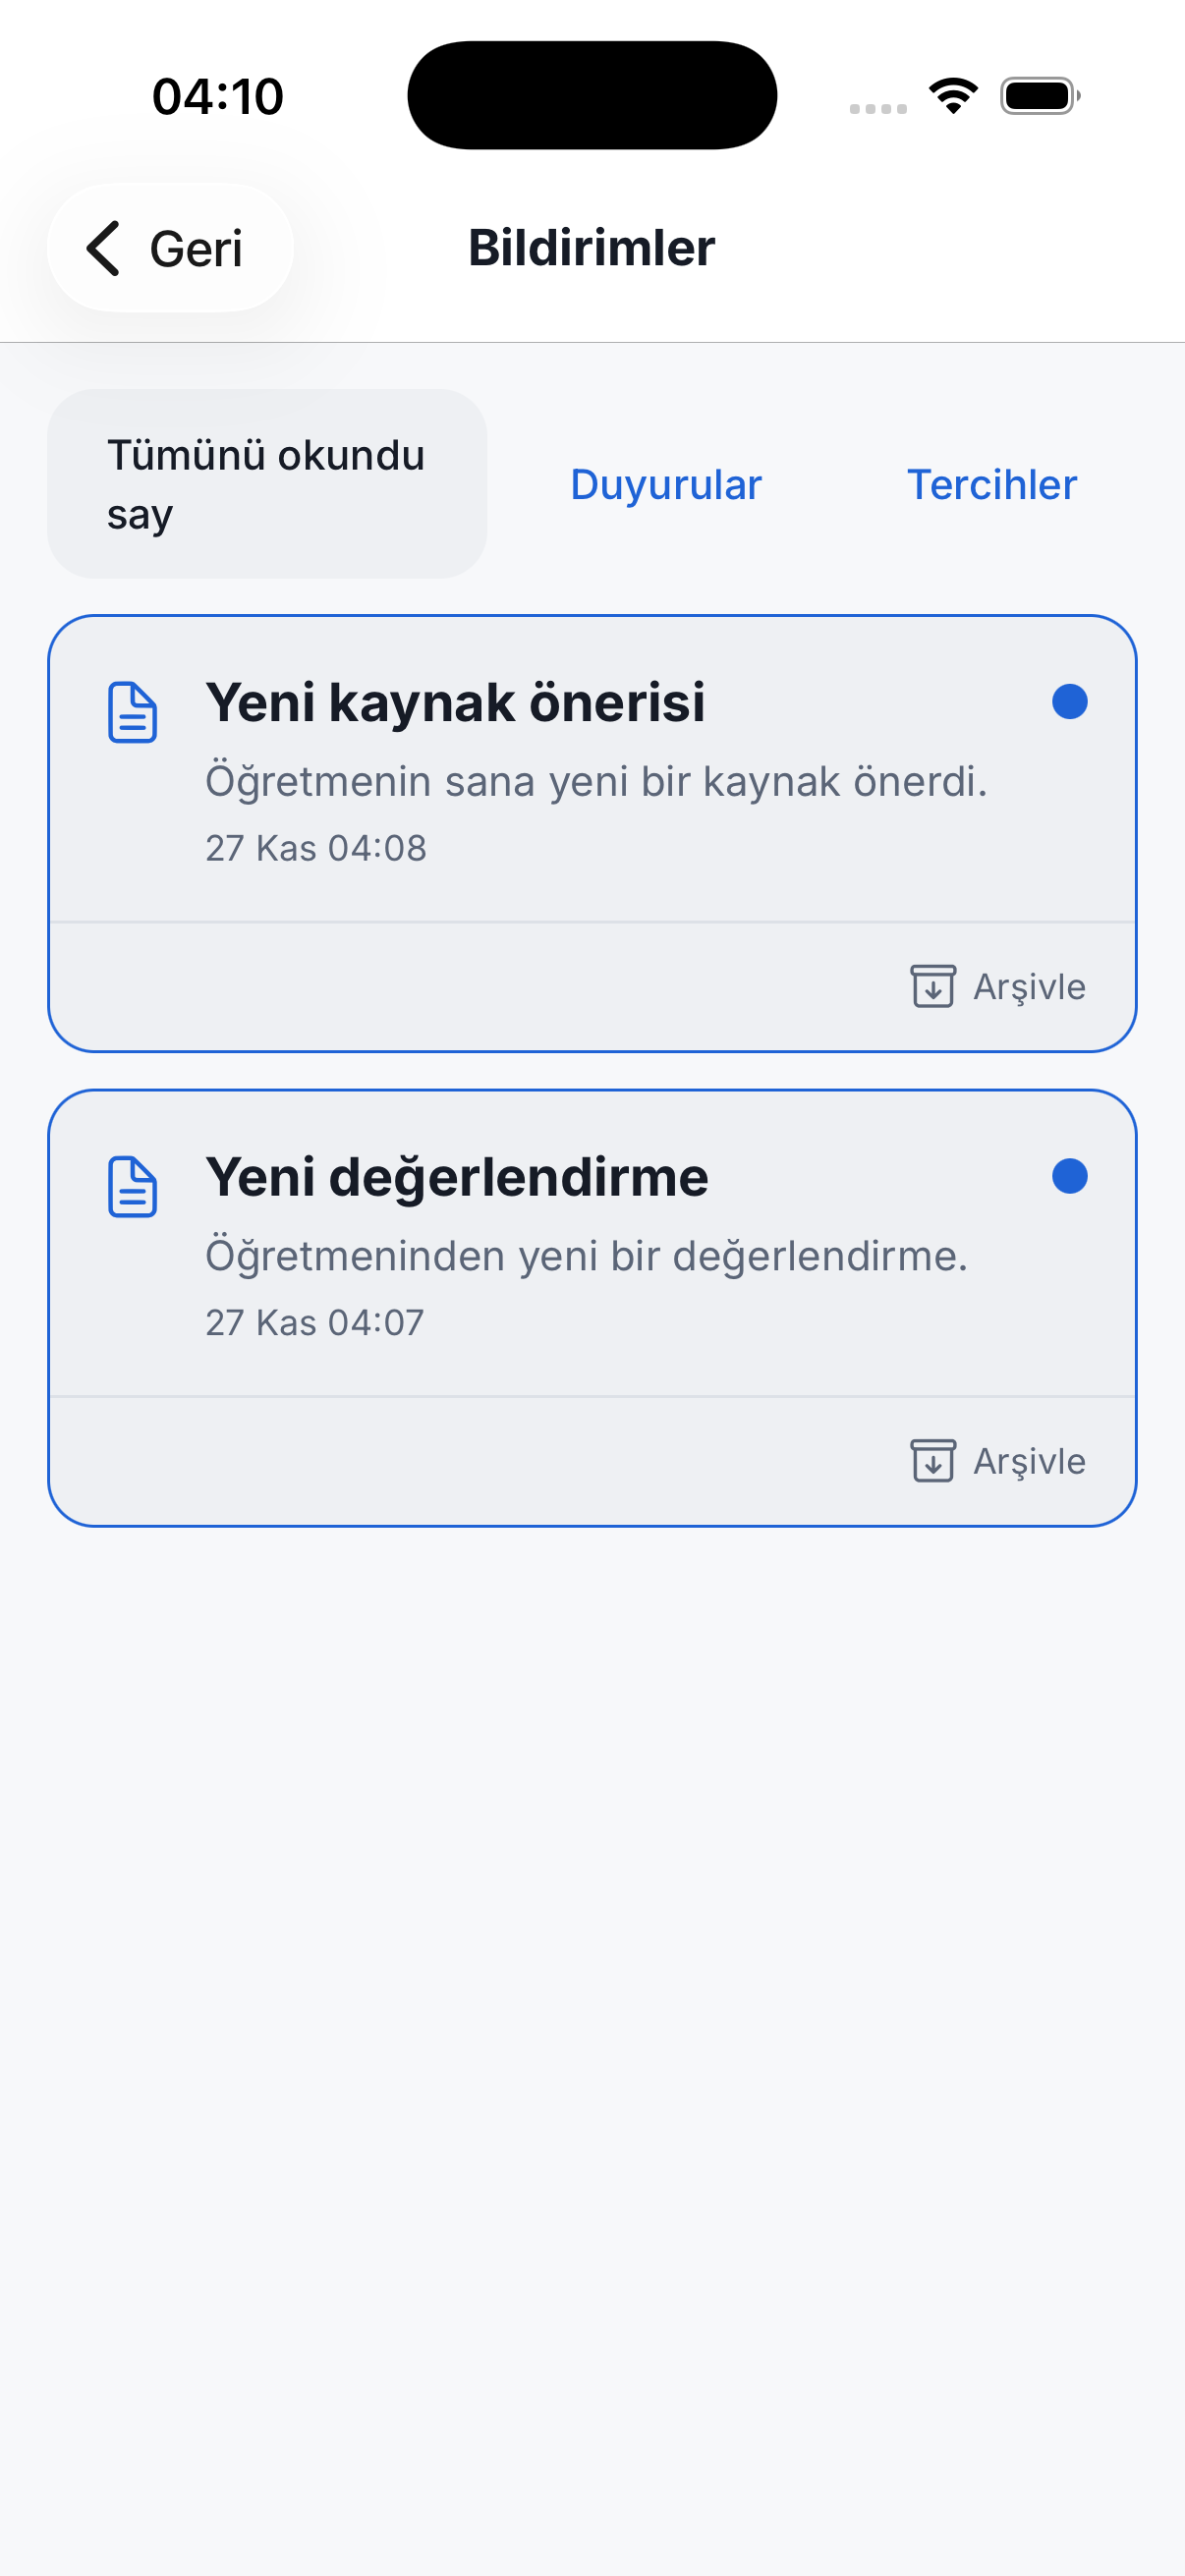 04:10
Geri
Bildirimler
Tümünü okundu
say
Duyurular
Tercihler
Yeni kaynak önerisi
Öğretmenin sana yeni bir kaynak önerdi.
27 Kas 04:08
Arşivle
Yeni değerlendirme
Öğretmeninden yeni bir değerlendirme.
27 Kas 04:07
Arşivle